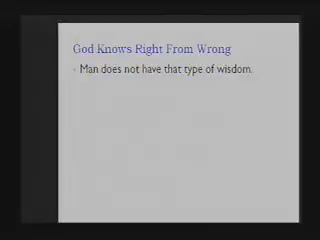 God Knows Right From Wrong
· Man does not have that type of wisdom.